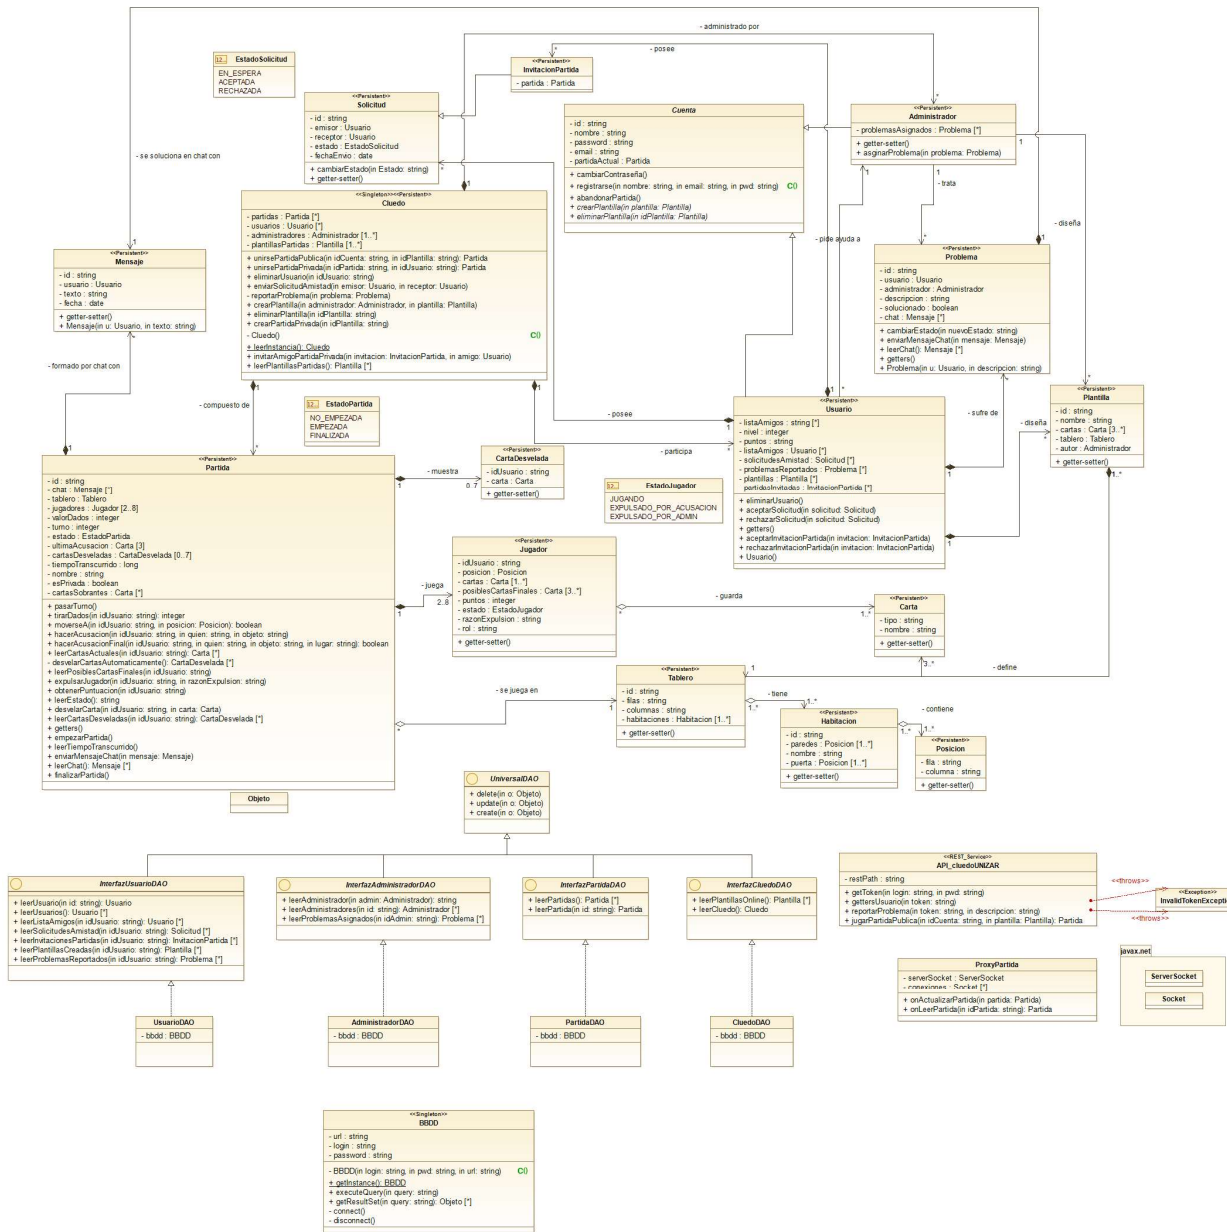 - administrado por
- posee
EstadoSolicitud
EN_ESPERA
ACEPTADA
RECHAZADA
<<Persistent>>
InvitacionPartida
- partida : Partida
<<Persistent>>
Solicitud
- id : string
- emisor : Usuario
- receptor : Usuario
- estado : EstadoSolicitud
- fechaEnvio : date
+ cambiarEstado(in Estado: string)
+ getter-setter()
Cuenta
- id : string
- nombre : string
- password : string
- email : string
- partidaActual : Partida
+ cambiarContraseña()
+ registrarse(in nombre: string, in email: string, in pwd: string) C()
+ abandonarPartida()
+ crearPlantilla(in plantilla: Plantilla)
+ eliminarPlantilla(in idPlantilla: Plantilla)
<<Persistent>>
Administrador
- problemasAsignados : Problema [*]
+ getter-setter()
+ asginarProblema(in problema: Problema)
- se soluciona en chat con
- trata
- diseña
- pide ayuda a
<<Singleton>><<Persistent>>
Cluedo
- partidas : Partida [*]
- usuarios : Usuario [*]
- administradores : Administrador [1..*]
- plantillasPartidas : Plantilla [1..*]
+ unirsePartidaPublica(in idCuenta: string, in idPlantilla: string): Partida
+ unirsePartidaPrivada(in idPartida: string, in idUsuario: string): Partida
+ eliminarUsuario(in idUsuario: string)
+ enviarSolicitudAmistad(in emisor: Usuario, in receptor: Usuario)
- reportarProblema(in problema: Problema)
+ crearPlantilla(in administrador: Administrador, in plantilla: Plantilla)
+ eliminarPlantilla(in idPlantilla: string)
+ crearPartidaPrivada(in idPlantilla: string)
- Cluedo() C()
+ leerInstancia(): Cluedo
+ invitarAmigoPartidaPrivada(in invitacion: InvitacionPartida, in amigo: Usuario)
+ leerPlantillasPartidas(): Plantilla [*]
<<Persistent>>
Mensaje
- id : string
- usuario : Usuario
- texto : string
- fecha : date
+ getter-setter()
+ Mensaje(in u: Usuario, in texto: string)
<<Persistent>>
Problema
- id : string
- usuario : Usuario
- administrador : Administrador
- descripcion : string
- solucionado : boolean
- chat : Mensaje [*]
+ cambiarEstado(in nuevoEstado: string)
+ enviarMensajeChat(in mensaje: Mensaje)
+ leerChat(): Mensaje [*]
+ getters()
+ Problema(in u: Usuario, in descripcion: string)
- formado por chat con
- compuesto de
EstadoPartida
NO_EMPEZADA
EMPEZADA
FINALIZADA
- posee
- participa
- sufre de
- diseña
<<Persistent>>
Usuario
- listaAmigos : string [*]
- nivel : integer
- puntos : string
- listaAmigos : Usuario [*]
- solicitudesAmistad : Solicitud [*]
- problemasReportados : Problema [*]
- plantillas : Plantilla [*]
- partidasInvitadas : InvitacionPartida [*]
+ eliminarUsuario()
+ aceptarSolicitud(in solicitud: Solicitud)
+ rechazarSolicitud(in solicitud: Solicitud)
+ getters()
+ aceptarInvitacionPartida(in invitacion: InvitacionPartida)
+ rechazarInvitacionPartida(in invitacion: InvitacionPartida)
+ Usuario()
<<Persistent>>
Plantilla
- id : string
- nombre : string
- cartas : Carta [3..*]
- tablero : Tablero
- autor : Administrador
+ getter-setter()
<<Persistent>>
Partida
- id : string
- chat : Mensaje [*]
- tablero : Tablero
- jugadores : Jugador [2..8]
- valorDados : integer
- turno : integer
- estado : EstadoPartida
- ultimaAcusacion : Carta [3]
- cartasDesveladas : CartaDesvelada [0..7]
- tiempoTranscurrido : long
- nombre : string
- esPrivada : boolean
- cartasSobrantes : Carta [*]
+ pasarTurno()
+ tirarDados(in idUsuario: string): integer
+ moverseA(in idUsuario: string, in posicion: Posicion): boolean
+ hacerAcusacion(in idUsuario: string, in quien: string, in objeto: string)
+ hacerAcusacionFinal(in idUsuario: string, in quien: string, in objeto: string, in lugar: string): boolean
+ leerCartasActuales(in idUsuario: string): Carta [*]
- desvelarCartasAutomaticamente(): CartaDesvelada [*]
+ leerPosiblesCartasFinales(in idUsuario: string)
+ expulsarJugador(in idUsuario: string, in razonExpulsion: string)
+ obtenerPuntuacion(in idUsuario: string)
+ leerEstado(): string
+ desvelarCarta(in idUsuario: string, in carta: Carta)
+ leerCartasDesveladas(in idUsuario: string): CartaDesvelada [*]
+ getters()
+ empezarPartida()
+ leerTiempoTranscurrido()
+ enviarMensajeChat(in mensaje: Mensaje)
+ leerChat(): Mensaje [*]
+ finalizarPartida()
- muestra
0..7
<<Persistent>>
CartaDesvelada
- idUsuario : string
- carta : Carta
+ getter-setter()
EstadoJugador
JUGANDO
EXPULSADO_POR_ACUSACION
EXPULSADO_POR_ADMIN
- juega
2..8
<<Persistent>>
Jugador
- idUsuario : string
- posicion : Posicion
- cartas : Carta [1..*]
- posiblesCartasFinales : Carta [3..*]
- puntos : integer
- estado : EstadoJugador
- razonExpulsion : string
- rol : string
+ getter-setter()
- guarda
1..*
<<Persistent>>
Carta
- tipo : string
- nombre : string
+ getter-setter()
3..*
- define
1..*
- se juega en
<<Persistent>>
Tablero
- id : string
- filas : string
- columnas : string
- habitaciones : Habitacion [1..*]
+ getter-setter()
- tiene
1..*
1..*
<<Persistent>>
Habitacion
- id : string
- paredes : Posicion [1..*]
- nombre : string
- puerta : Posicion [1..*]
+ getter-setter()
- contiene
1..*
1..*
<<Persistent>>
Posicion
- fila : string
- columna : string
+ getter-setter()
Objeto
UniversalDAO
+ delete(in o: Objeto)
+ update(in o: Objeto)
+ create(in o: Objeto)
InterfazUsuarioDAO
+ leerUsuario(in id: string): Usuario
+ leerUsuarios(): Usuario [*]
+ leerListaAmigos(in idUsuario: string): Usuario [*]
+ leerSolicitudesAmistad(in idUsuario: string): Solicitud [*]
+ leerInvitacionesPartidas(in idUsuario: string): InvitacionPartida [*]
+ leerPlantillasCreadas(in idUsuario: string): Plantilla [*]
+ leerProblemasReportados(in idUsuario: string): Problema [*]
InterfazAdministradorDAO
+ leerAdministrador(in admin: Administrador): string
+ leerAdministradores(in id: string): Administrador [*]
+ leerProblemasAsignados(in idAdmin: string): Problema [*]
InterfazPartidaDAO
+ leerPartidas(): Partida [*]
+ leerPartida(in id: string): Partida
InterfazCluedoDAO
+ leerPlantillasOnline(): Plantilla [*]
+ leerCluedo(): Cluedo
<<REST_Service>>
API_cluedoUNIZAR
- restPath : string
+ getToken(in login: string, in pwd: string)
+ gettersUsuario(in token: string)
+ reportarProblema(in token: string, in descripcion: string)
+ jugarPartidaPublica(in idCuenta: string, in plantilla: Plantilla): Partida
<<throws>>
<<throws>>
<<Exception>>
InvalidTokenExceptio
ProxyPartida
- serverSocket : ServerSocket
- conexiones : Socket [*]
+ onActualizarPartida(in partida: Partida)
+ onLeerPartida(in idPartida: string): Partida
javax.net
ServerSocket
Socket
UsuarioDAO
- bbdd : BBDD
AdministradorDAO
- bbdd : BBDD
PartidaDAO
- bbdd : BBDD
CluedoDAO
- bbdd : BBDD
<<Singleton>>
BBDD
- url : string
- login : string
- password : string
- BBDD(in login: string, in pwd: string, in url: string) C()
+ getInstance(): BBDD
+ executeQuery(in query: string)
+ getResultSet(in query: string): Objeto [*]
- connect()
- disconnect()